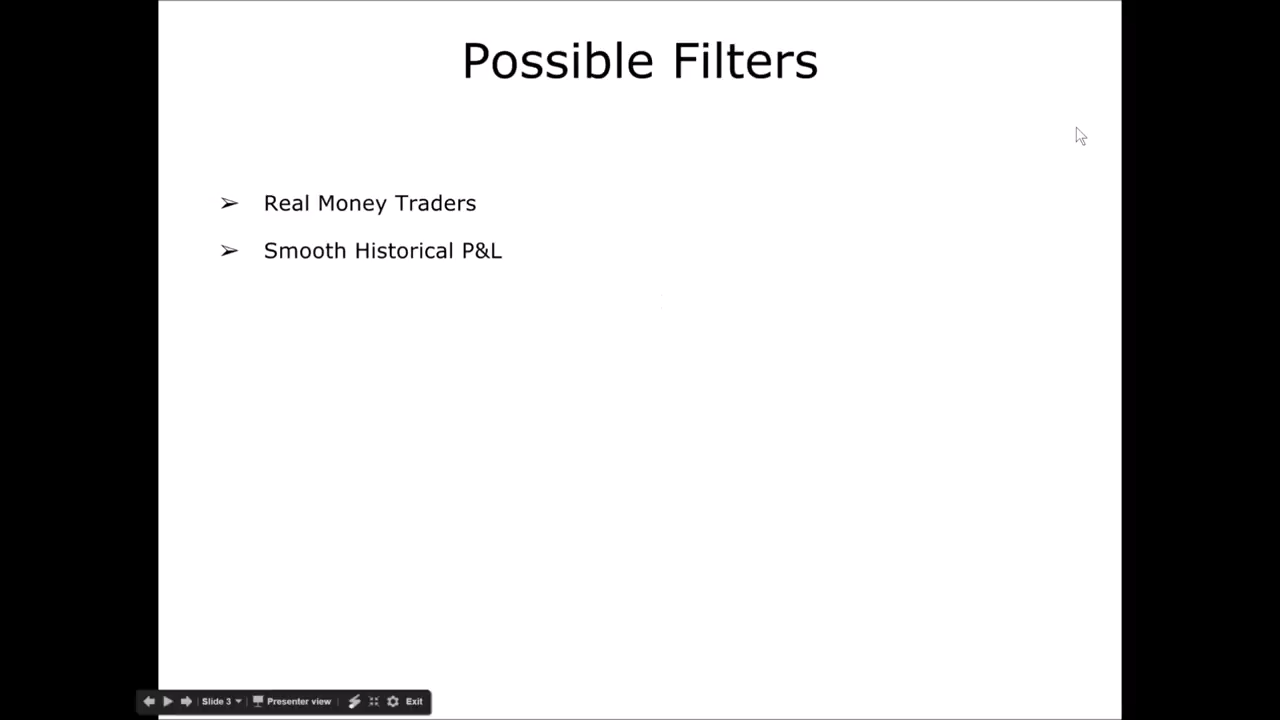 Possible Filters
➢ Real Money Traders
➢ Smooth Historical P&L
Slide 3 Presenter view Exit